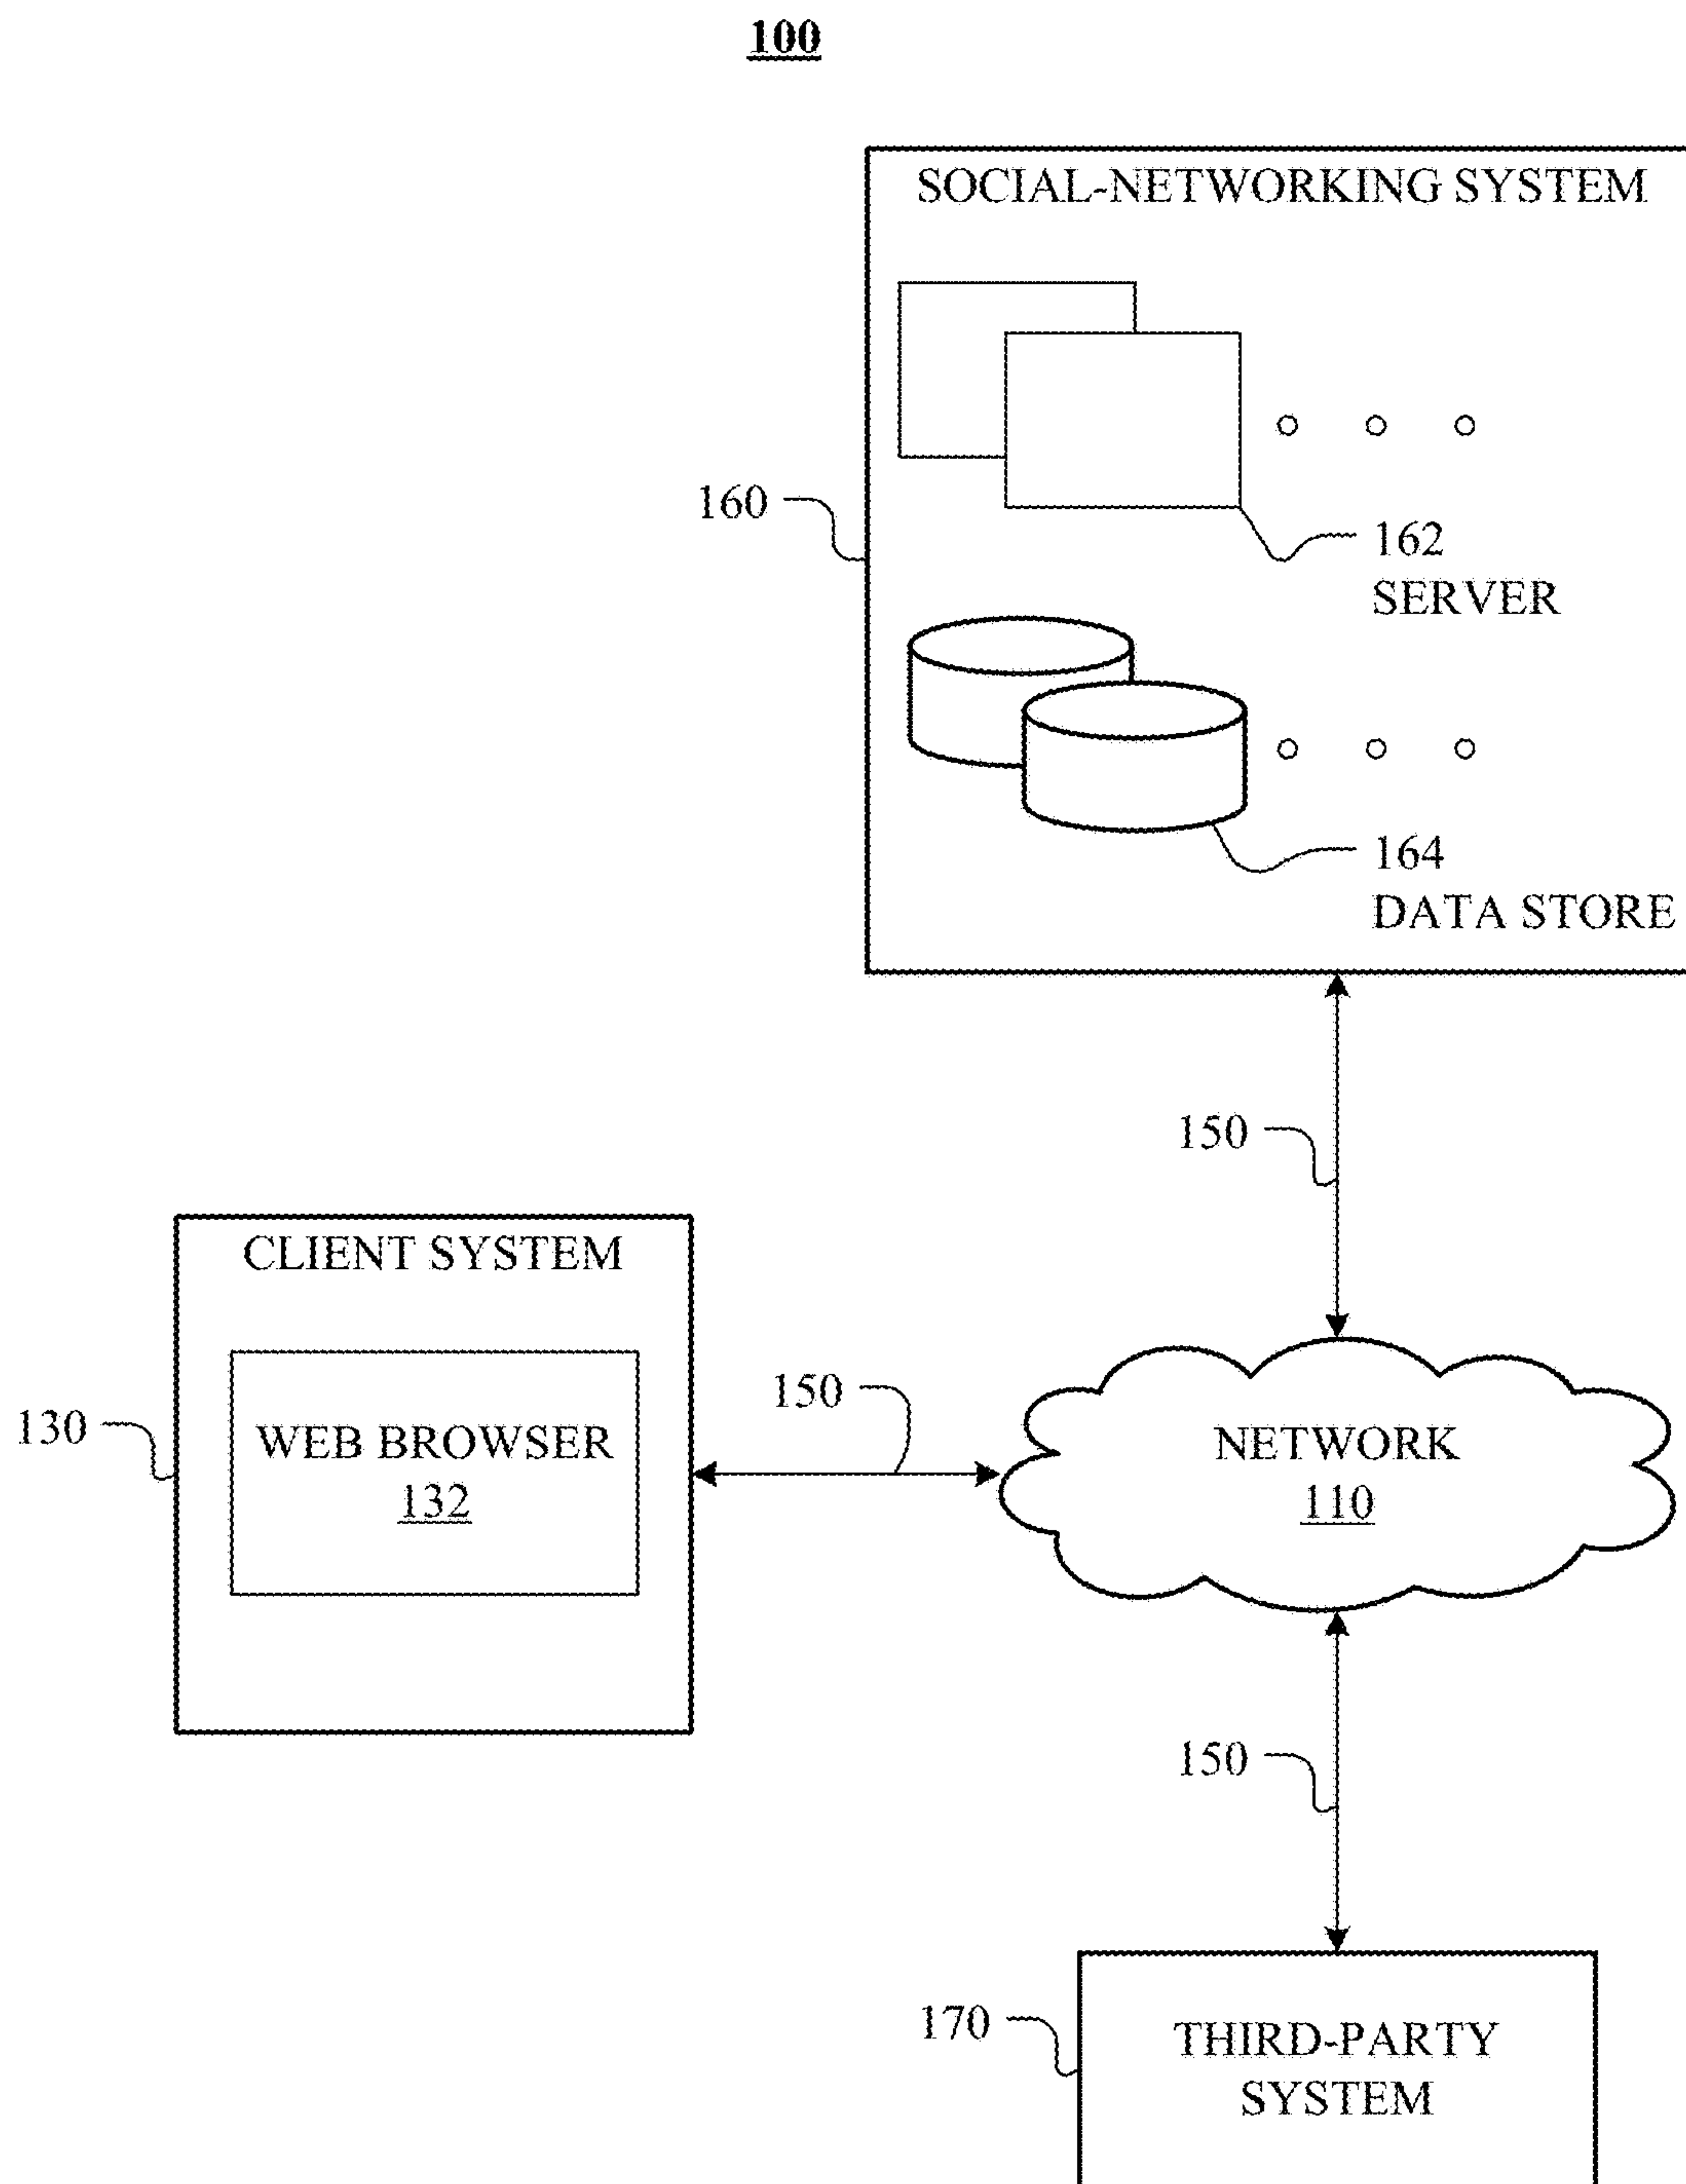 100
SOCIAL-NETWORKING SYSTEM
160
162
SERVER
164
DATA STORE
150
CLIENT SYSTEM
WEB BROWSER
132
130
150
NETWORK
110
150
170
THIRD-PARTY
SYSTEM